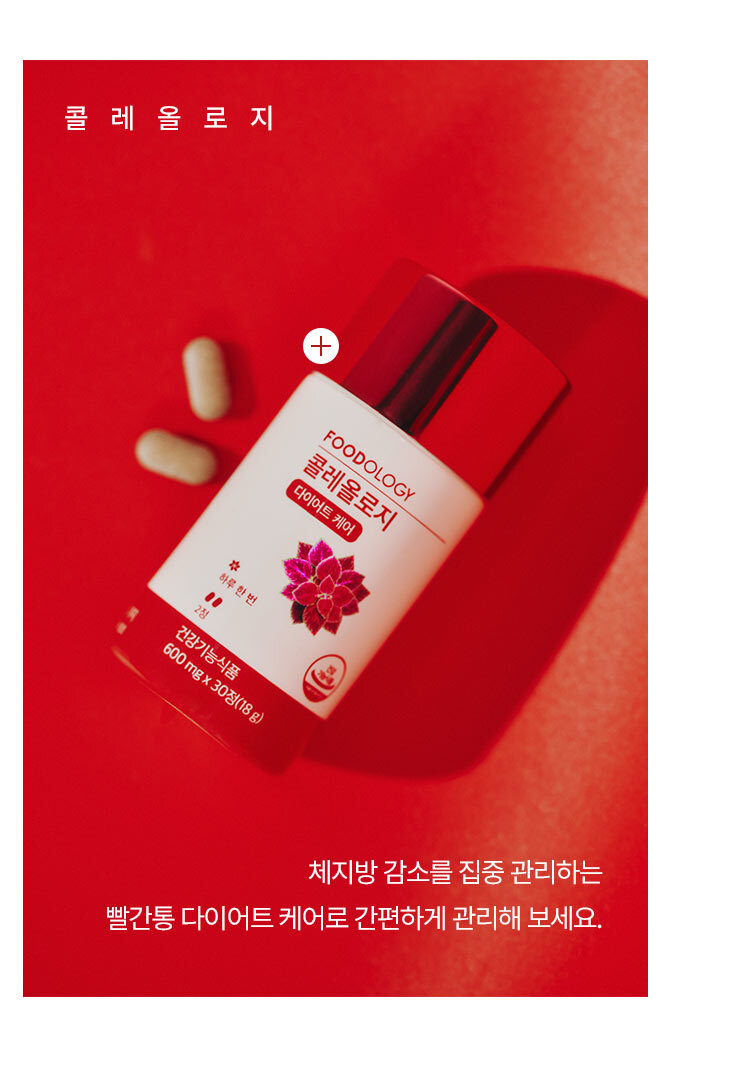 콜레올로지
FOODOLOGY
콜레올로지
다이어트 케어
하루 한 번
2정
건강기능식품
600 mg x 30정(18 g)
체지방 감소를 집중 관리하는
빨간통 다이어트 케어로 간편하게 관리해 보세요.